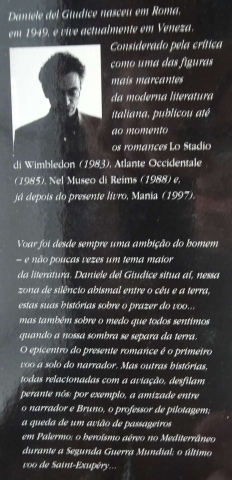 Daniele del Giudice nasceu em Roma,
em 1949, e vive actualmente em Veneza.
Considerado pela crítica
como uma das figuras
mais marcantes
da moderna literatura
italiana, publicou até
ao momento
os romances Lo Stadio
di Wimbledon (1983), Atlante Occidentale
(1985), Nel Museo di Reims (1988) e,
já depois do presente livro, Mania (1997).
Voar foi desde sempre uma ambição do homem
– e não poucas vezes um tema maior
da literatura. Daniele del Giudice situa aí, nessa
zona de silêncio abismal entre o céu e a terra,
estas suas histórias sobre o prazer do voo...
mas também sobre o medo que todos sentimos
quando a nossa sombra se separa da terra.
O epicentro do presente romance é o primeiro
voo a solo do narrador. Mas outras histórias,
todas relacionadas com a aviação, desfilam
perante nós: por exemplo, a amizade entre
o narrador e Bruno, o professor de pilotagem;
a queda de um avião de passageiros
em Palermo; o heroísmo aéreo no Mediterrâneo
durante a Segunda Guerra Mundial; o último
voo de Saint-Exupéry...